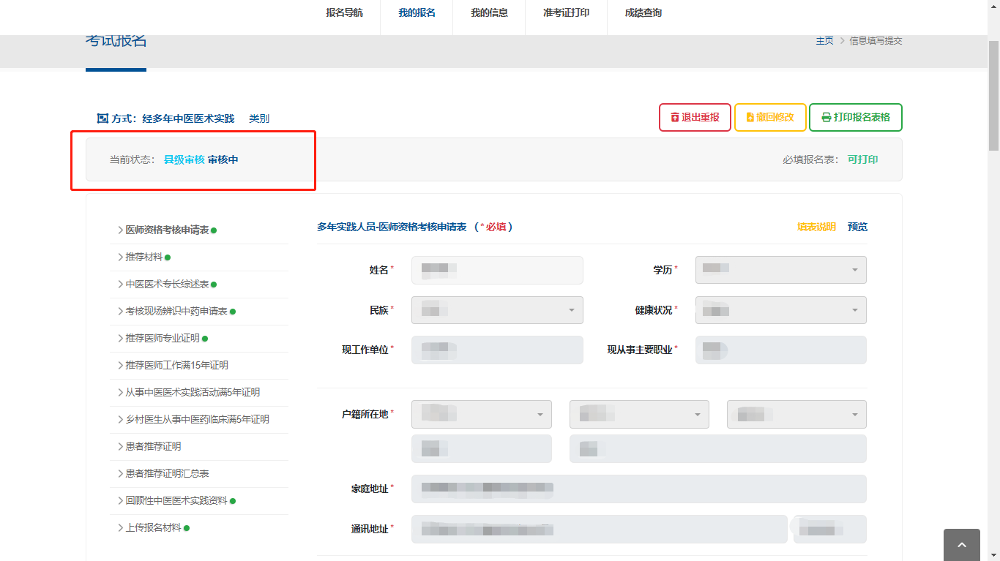 报名导航 我的报名 我的信息 准考证打印 成绩查询
考试报名 主页 信息填写提交
方式：经多年中医医术实践 类别 退出重报 撤回修改 打印报名表格
当前状态： 县级审核 审核中 必填报名表： 可打印
医师资格考核申请表
推荐材料
中医医术专长综述表
考核现场辨识中药申请表
推荐医师专业证明
推荐医师工作满15年证明
从事中医医术实践活动满5年证明
乡村医生从事中医药临床满5年证明
患者推荐证明
患者推荐证明汇总表
回顾性中医医术实践资料
上传报名材料
多年实践人员-医师资格考核申请表 （*必填） 填表说明 预览
姓名* 学历*
民族* 健康状况*
现工作单位* 现从事主要职业*
户籍所在地*
家庭地址*
通讯地址*